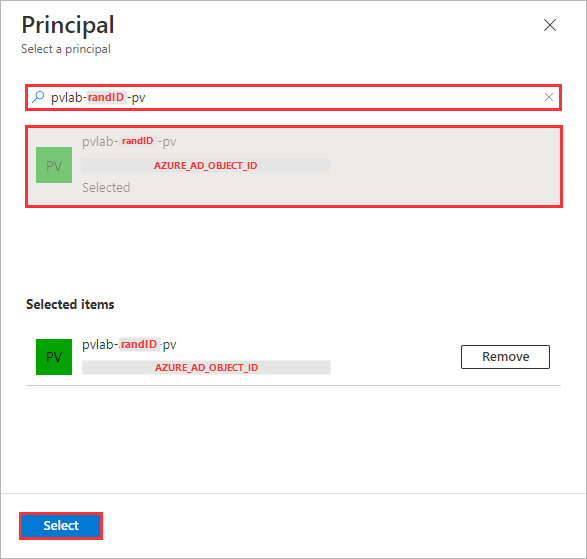 Principal
Select a principal
pvlab-randID-pv
pvlab-randID-pv
PV
AZURE_AD_OBJECT_ID
Selected
Selected items
pvlab-randID-pv
PV
AZURE_AD_OBJECT_ID
Remove
Select